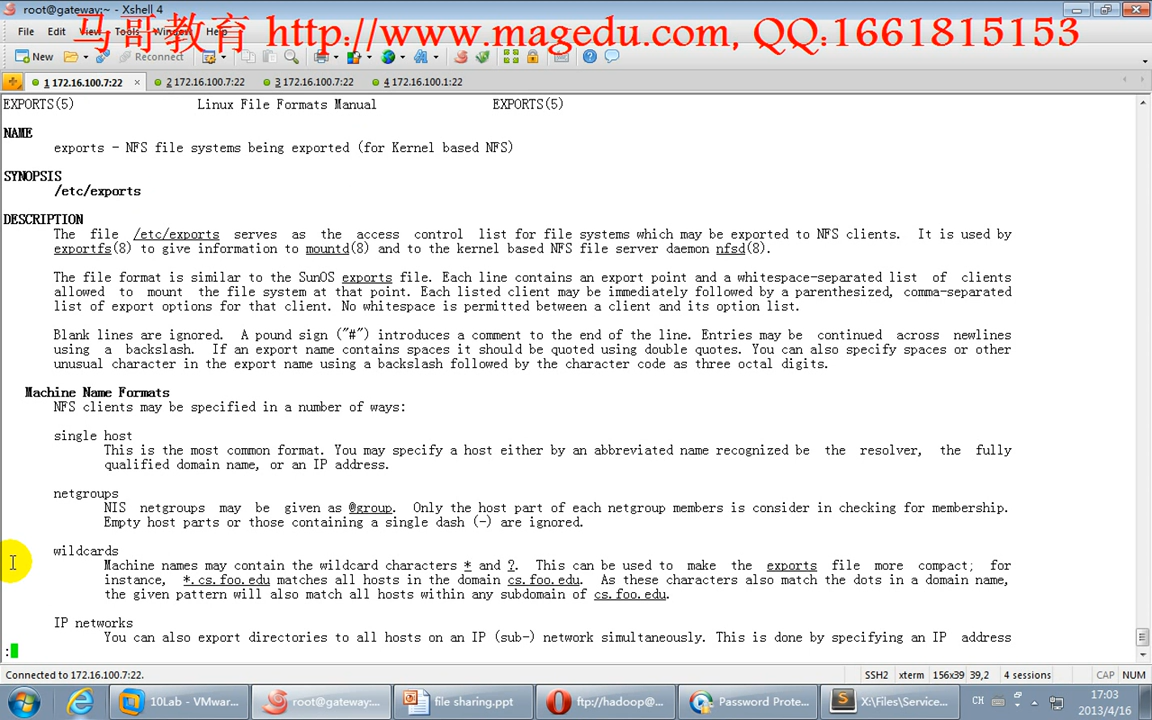 root@gateway:~ - Xshell 4
File Edit View Tools Window Help
马哥教育 http://www.magedu.com, QQ:1661815153
New Reconnect
1 172.16.100.7:22 2 172.16.100.7:22 3 172.16.100.7:22 4 172.16.100.1:22
EXPORTS(5) Linux File Formats Manual EXPORTS(5)
NAME
exports - NFS file systems being exported (for Kernel based NFS)
SYNOPSIS
/etc/exports
DESCRIPTION
The file /etc/exports serves as the access control list for file systems which may be exported to NFS clients. It is used by
exportfs(8) to give information to mountd(8) and to the kernel based NFS file server daemon nfsd(8).
The file format is similar to the SunOS exports file. Each line contains an export point and a whitespace-separated list of clients
allowed to mount the file system at that point. Each listed client may be immediately followed by a parenthesized, comma-separated
list of export options for that client. No whitespace is permitted between a client and its option list.
Blank lines are ignored. A pound sign ("#") introduces a comment to the end of the line. Entries may be continued across newlines
using a backslash. If an export name contains spaces it should be quoted using double quotes. You can also specify spaces or other
unusual character in the export name using a backslash followed by the character code as three octal digits.
Machine Name Formats
NFS clients may be specified in a number of ways:
single host
This is the most common format. You may specify a host either by an abbreviated name recognized be the resolver, the fully
qualified domain name, or an IP address.
netgroups
NIS netgroups may be given as @group. Only the host part of each netgroup members is consider in checking for membership.
Empty host parts or those containing a single dash (-) are ignored.
wildcards
Machine names may contain the wildcard characters * and ?. This can be used to make the exports file more compact; for
instance, *.cs.foo.edu matches all hosts in the domain cs.foo.edu. As these characters also match the dots in a domain name,
the given pattern will also match all hosts within any subdomain of cs.foo.edu.
IP networks
You can also export directories to all hosts on an IP (sub-) network simultaneously. This is done by specifying an IP address
:
Connected to 172.16.100.7:22. SSH2 xterm 156x39 39,2 4 sessions CAP NUM
10Lab - VMwar... root@gateway:... file sharing.ppt ftp://hadoop@... Password Prote... X:\Files\Service... CH 17:03
2013/4/16